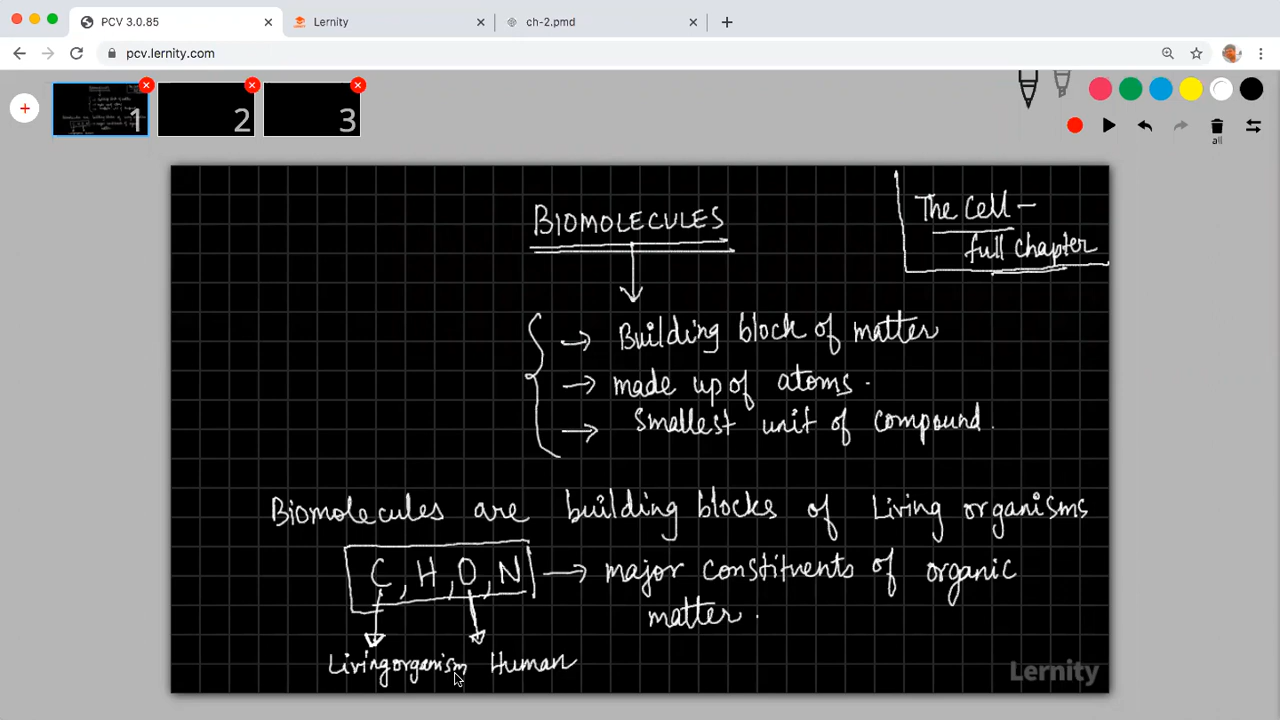 PCV 3.0.85
Lernity
ch-2.pmd
pcv.lernity.com
1
2
3
all
BIOMOLECULES
The Cell -
full chapter
→ Building block of matter
→ made up of atoms.
→ Smallest unit of compound.
Biomolecules are building blocks of Living organisms
C, H, O, N → major constituents of organic
matter.
Living organism Human
Lernity